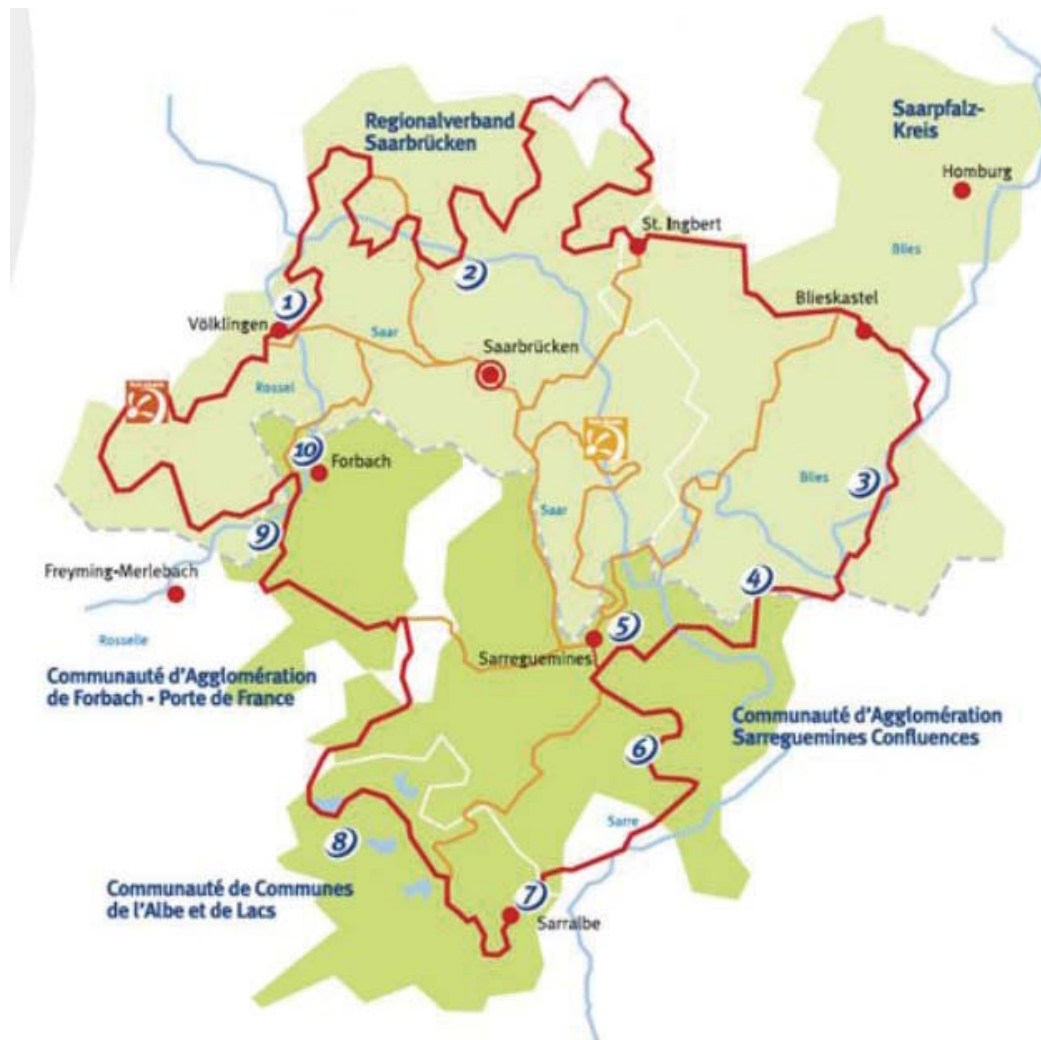 Regionalverband
Saarbrücken
Saarpfalz-
Kreis
Homburg
St. Ingbert
Blies
2
Blieskastel
1
Völklingen
Saar
Saarbrücken
Rossel
10
Forbach
Blies
3
Saar
9
Freyming-Merlebach
4
Rosselle
5
Sarreguemines
Communauté d'Agglomération
de Forbach - Porte de France
Communauté d'Agglomération
Sarreguemines Confluences
6
Sarre
8
Communauté de Communes
de l'Albe et de Lacs
7
Sarralbe